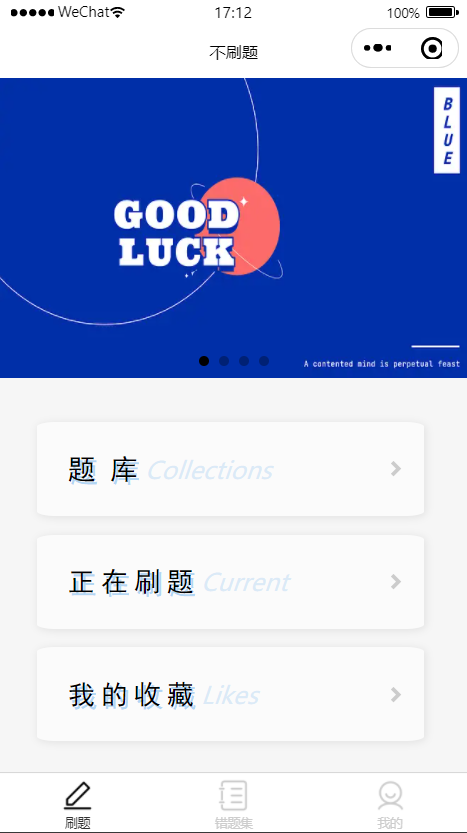 WeChat 17:12 100%
不刷题
BLUE
GOOD
LUCK
A contented mind is perpetual feast
题 库 Collections
正在刷题 Current
我的收藏 Likes
刷题 错题集 我的